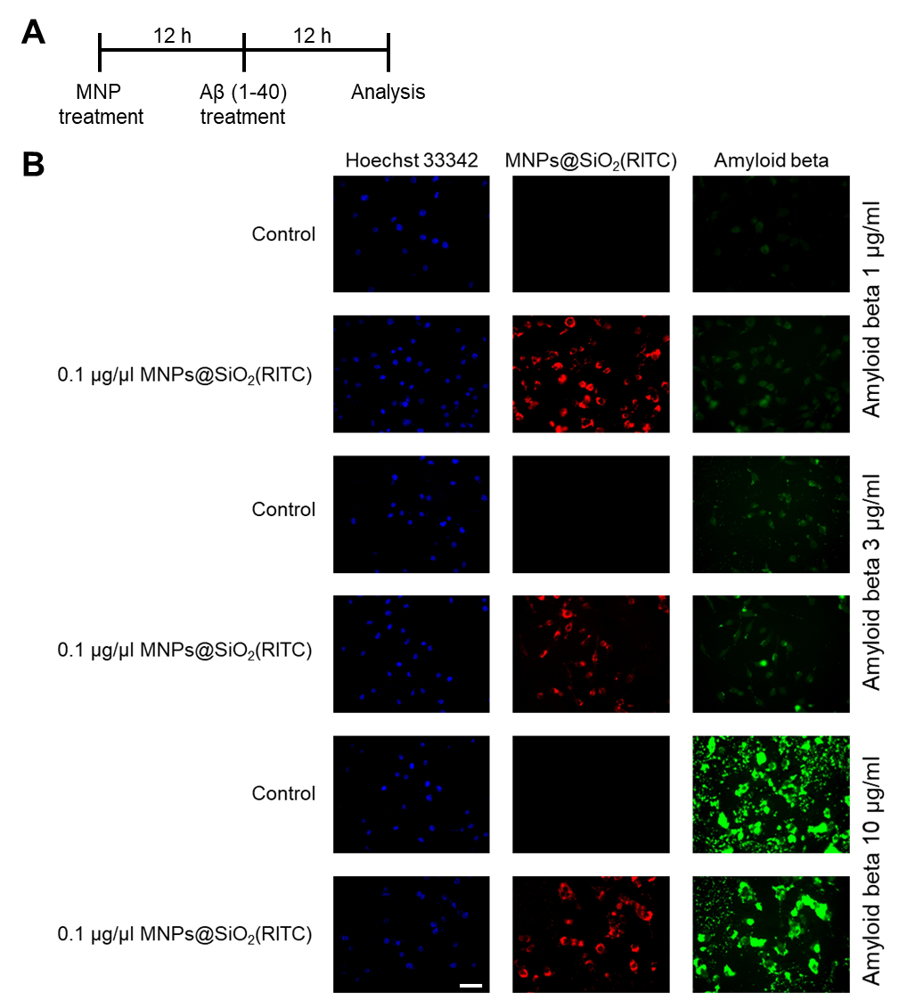 A
12 h 12 h
MNP Aβ (1-40) Analysis
treatment treatment
B
Hoechst 33342 MNPs@SiO₂(RITC) Amyloid beta
Control
0.1 µg/µl MNPs@SiO₂(RITC)
Amyloid beta 1 µg/ml
Control
0.1 µg/µl MNPs@SiO₂(RITC)
Amyloid beta 3 µg/ml
Control
0.1 µg/µl MNPs@SiO₂(RITC)
Amyloid beta 10 µg/ml